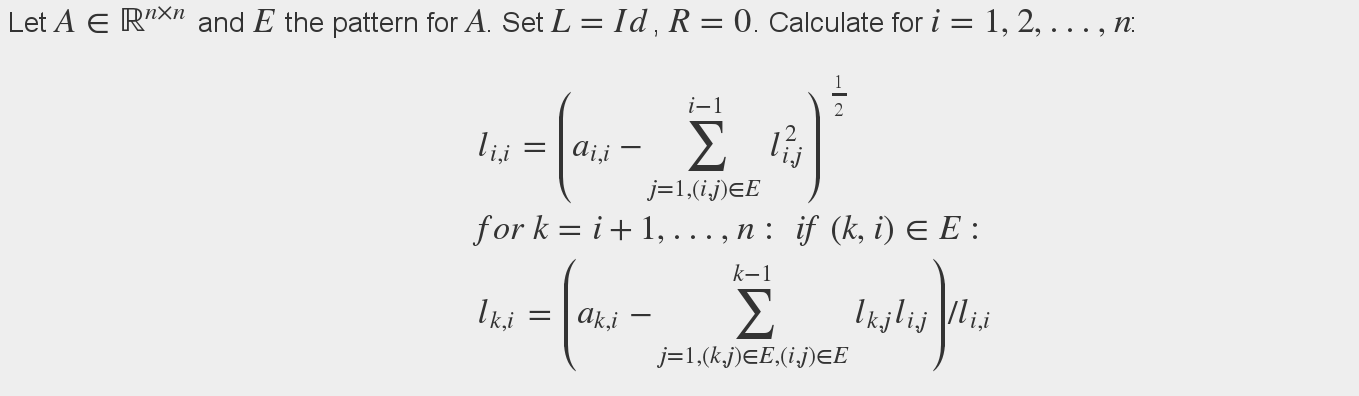 Let A ∈ ℝ^{n×n} and E the pattern for A. Set L = Id , R = 0. Calculate for i = 1, 2, . . . , n:
l_{i,i} = ( a_{i,i} − ∑_{j=1,(i,j)∈E}^{i−1} l_{i,j}^2 )^{1/2}
for k = i + 1, . . . , n : if (k, i) ∈ E :
l_{k,i} = ( a_{k,i} − ∑_{j=1,(k,j)∈E,(i,j)∈E}^{k−1} l_{k,j} l_{i,j} ) / l_{i,i}